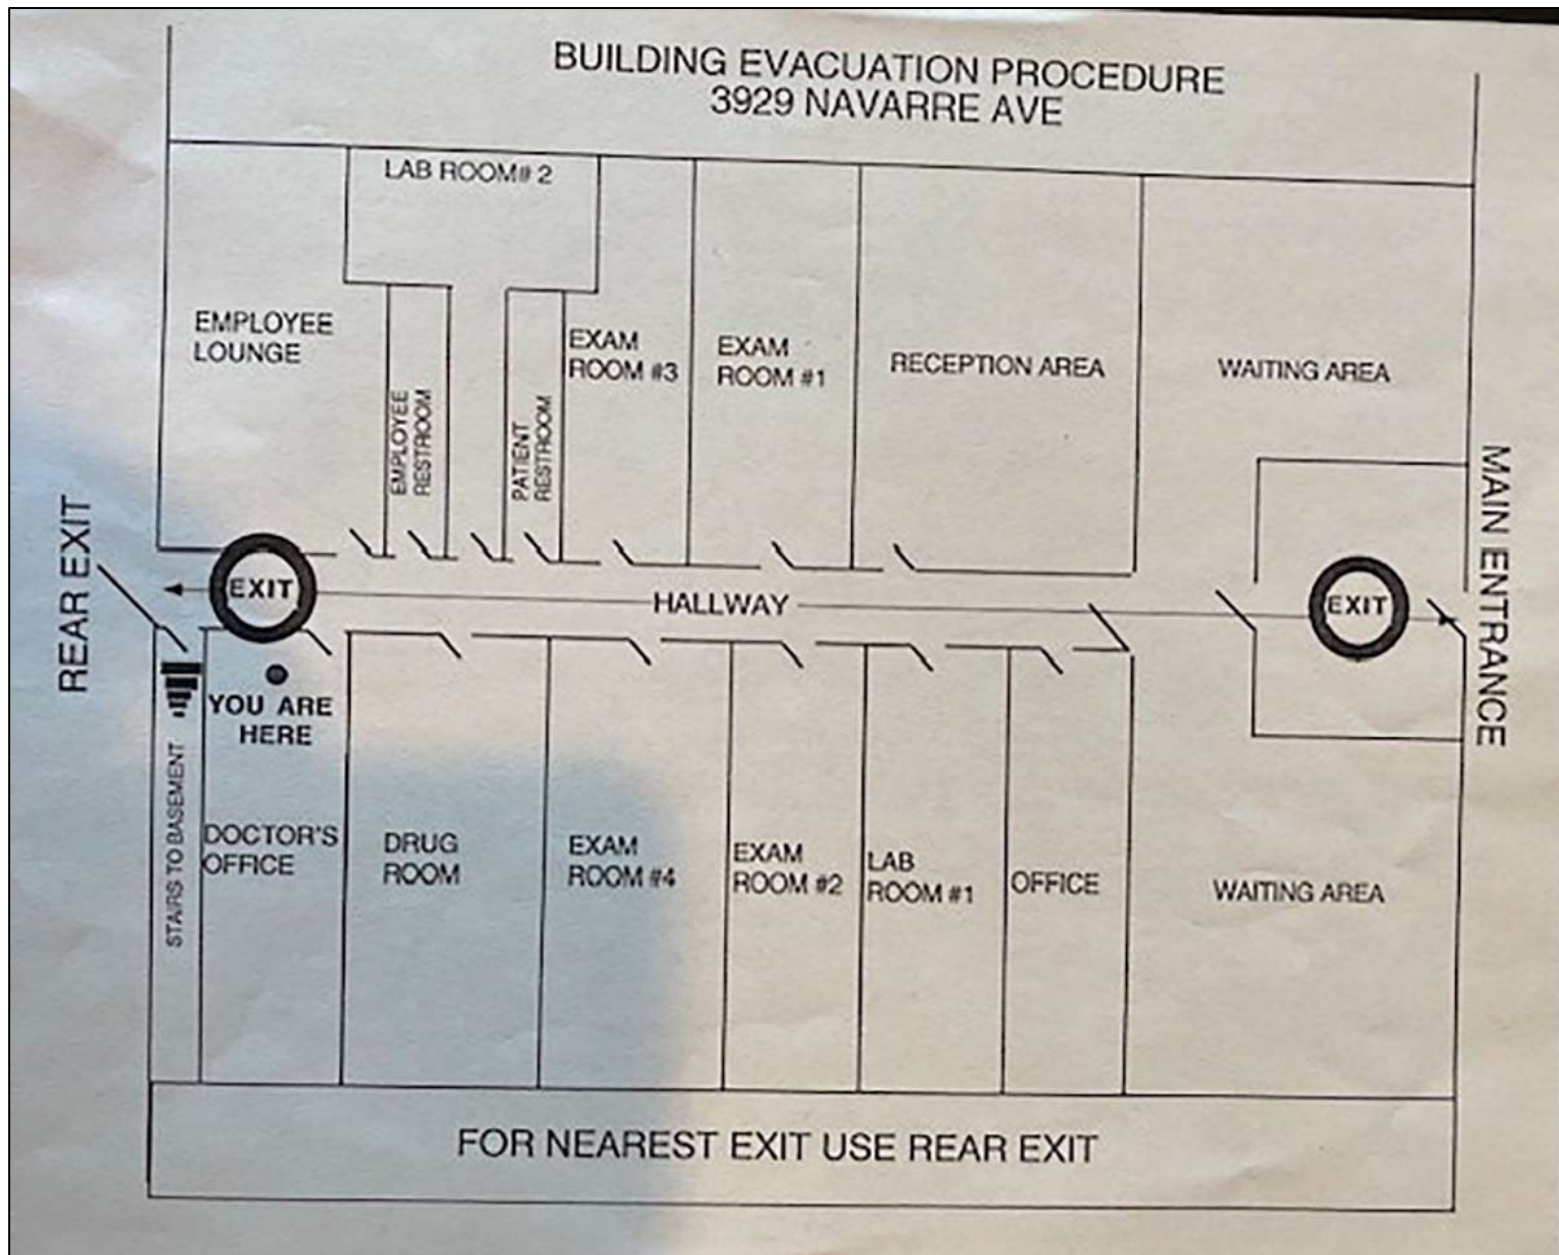 BUILDING EVACUATION PROCEDURE
3929 NAVARRE AVE
LAB ROOM# 2
EMPLOYEE
LOUNGE
EMPLOYEE
RESTROOM
PATIENT
RESTROOM
EXAM
ROOM #3
EXAM
ROOM #1
RECEPTION AREA
WAITING AREA
REAR EXIT
EXIT
HALLWAY
EXIT
MAIN ENTRANCE
YOU ARE
HERE
STAIRS TO BASEMENT
DOCTOR'S
OFFICE
DRUG
ROOM
EXAM
ROOM #4
EXAM
ROOM #2
LAB
ROOM #1
OFFICE
WAITING AREA
FOR NEAREST EXIT USE REAR EXIT